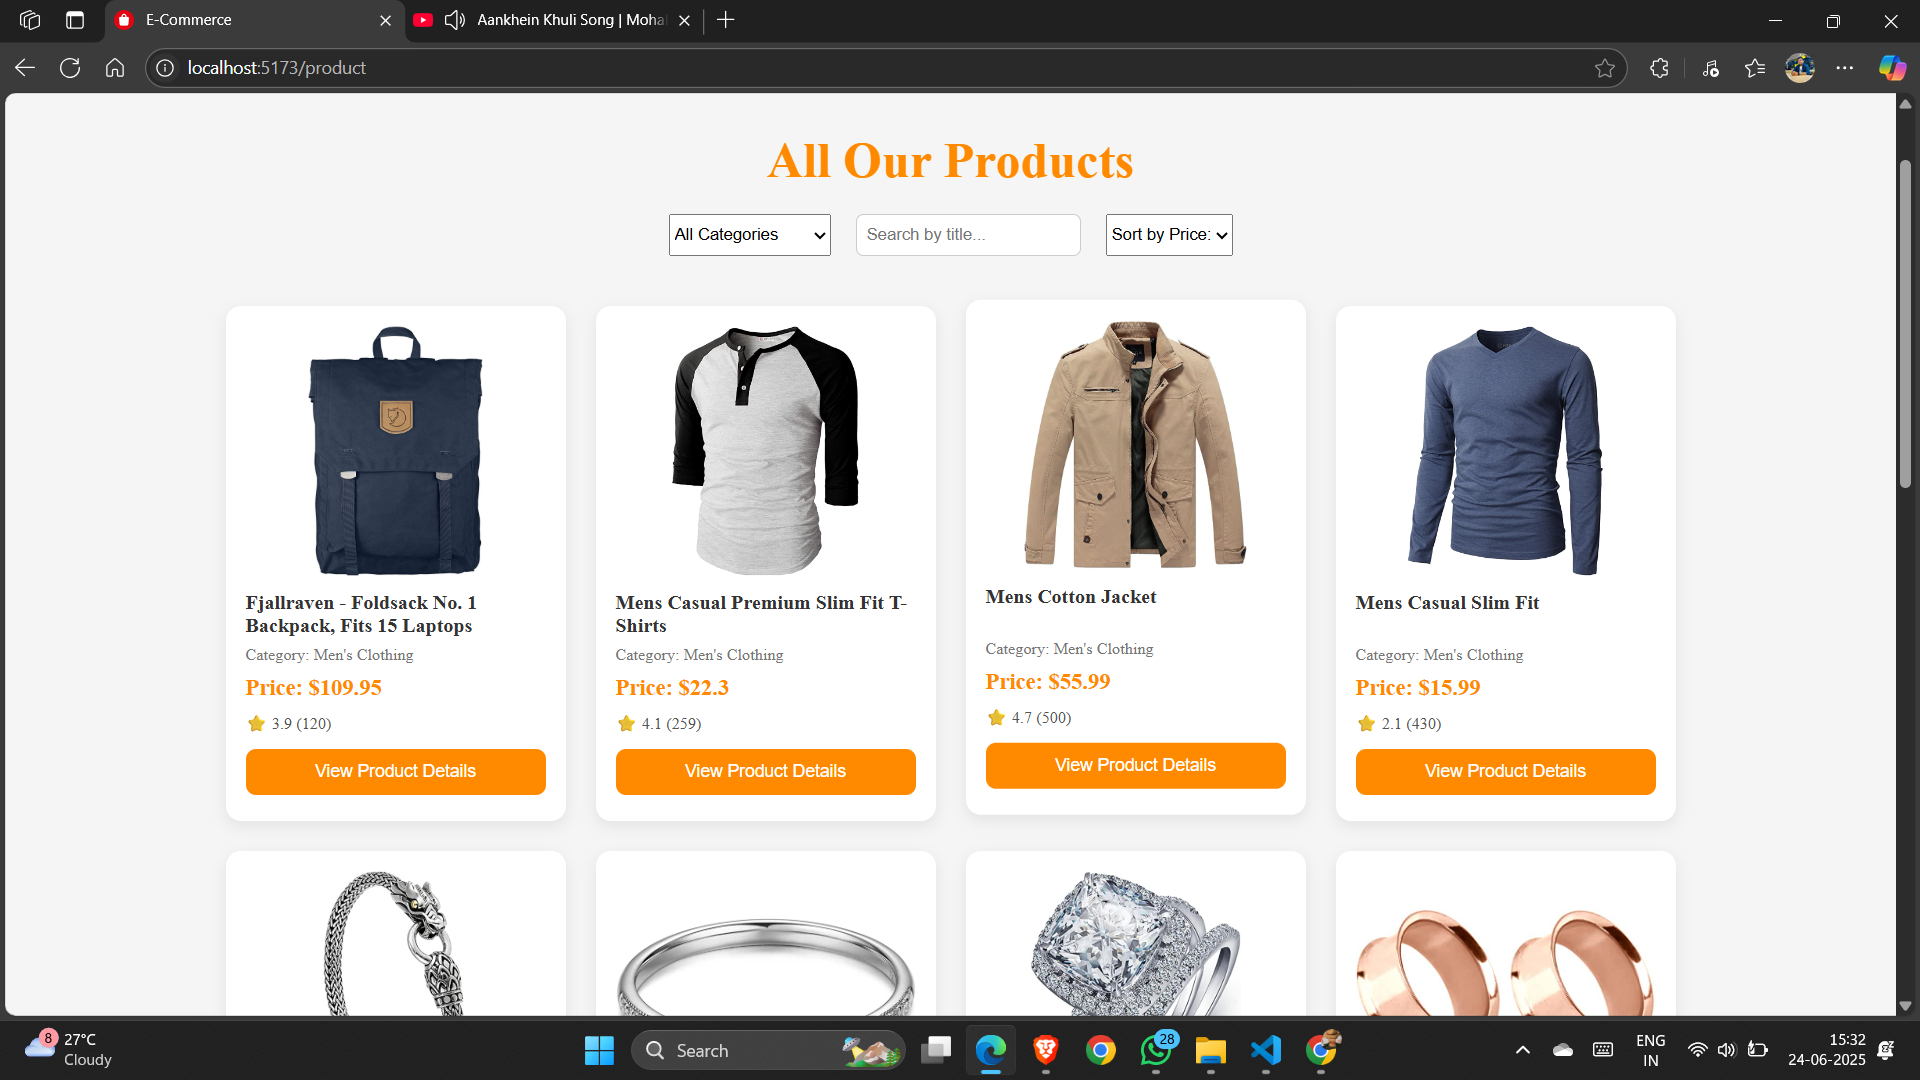 E-Commerce
Aankhein Khuli Song | Moha
localhost:5173/product
All Our Products
All Categories
Search by title...
Sort by Price:
Fjallraven - Foldsack No. 1
Backpack, Fits 15 Laptops
Category: Men's Clothing
Price: $109.95
3.9 (120)
View Product Details
Mens Casual Premium Slim Fit T-
Shirts
Category: Men's Clothing
Price: $22.3
4.1 (259)
View Product Details
Mens Cotton Jacket
Category: Men's Clothing
Price: $55.99
4.7 (500)
View Product Details
Mens Casual Slim Fit
Category: Men's Clothing
Price: $15.99
2.1 (430)
View Product Details
8
27°C
Cloudy
Search
28
ENG
IN
15:32
24-06-2025